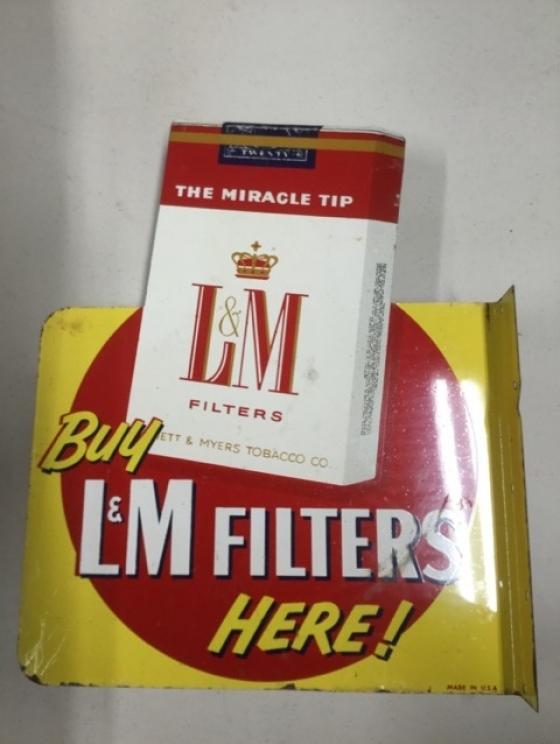 TWENTY
THE MIRACLE TIP
L&M
FILTERS
ETT & MYERS TOBACCO CO.
Buy
L&M FILTERS
HERE!
MADE IN U.S.A.